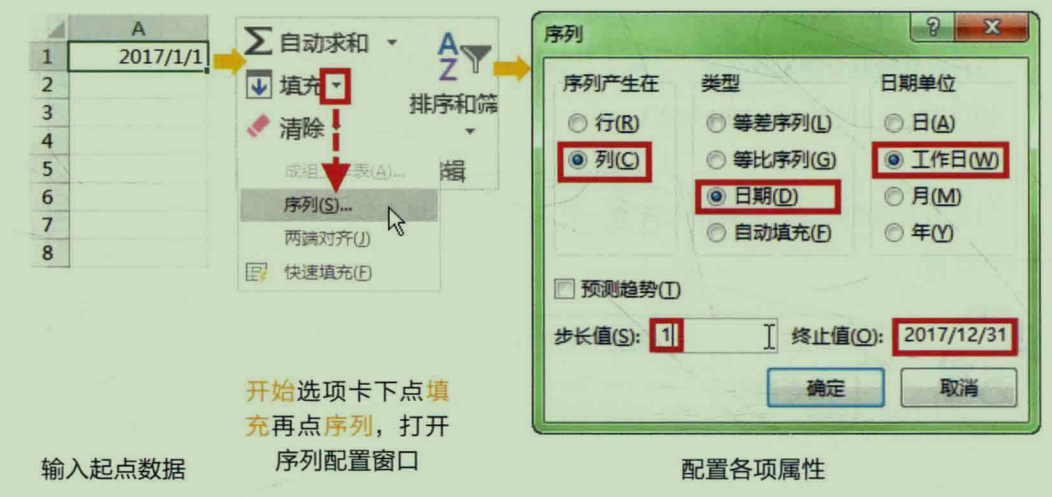 A
1 2017/1/1
2
3
4
5
6
7
8
自动求和
填充
清除
排序和筛
辑
成组
表(A)...
序列(S)...
两端对齐(J)
快速填充(F)
序列
序列产生在 类型 日期单位
行(R) 等差序列(L) 日(A)
列(C) 等比序列(G) 工作日(W)
日期(D) 月(M)
自动填充(F) 年(Y)
预测趋势(T)
步长值(S): 1 终止值(O): 2017/12/31
确定 取消
开始选项卡下点填
充再点序列，打开
序列配置窗口
输入起点数据
配置各项属性